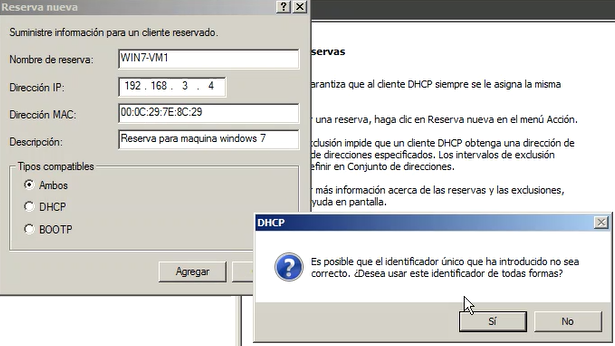 Reserva nueva
Suministre información para un cliente reservado.
Nombre de reserva: WIN7-VM1
Dirección IP: 192 . 168 . 3 . 4
Dirección MAC: 00:0C:29:7E:8C:29
Descripción: Reserva para maquina windows 7
Tipos compatibles
Ambos
DHCP
BOOTP
Agregar
servas
arantiza que al cliente DHCP siempre se le asigna la misma
r una reserva, haga clic en Reserva nueva en el menú Acción.
xclusión impide que un cliente DHCP obtenga una dirección de
de direcciones especificados. Los intervalos de exclusión
efinir en Conjunto de direcciones.
r más información acerca de las reservas y las exclusiones,
yuda en pantalla.
DHCP
Es posible que el identificador único que ha introducido no sea
correcto. ¿Desea usar este identificador de todas formas?
Sí
No